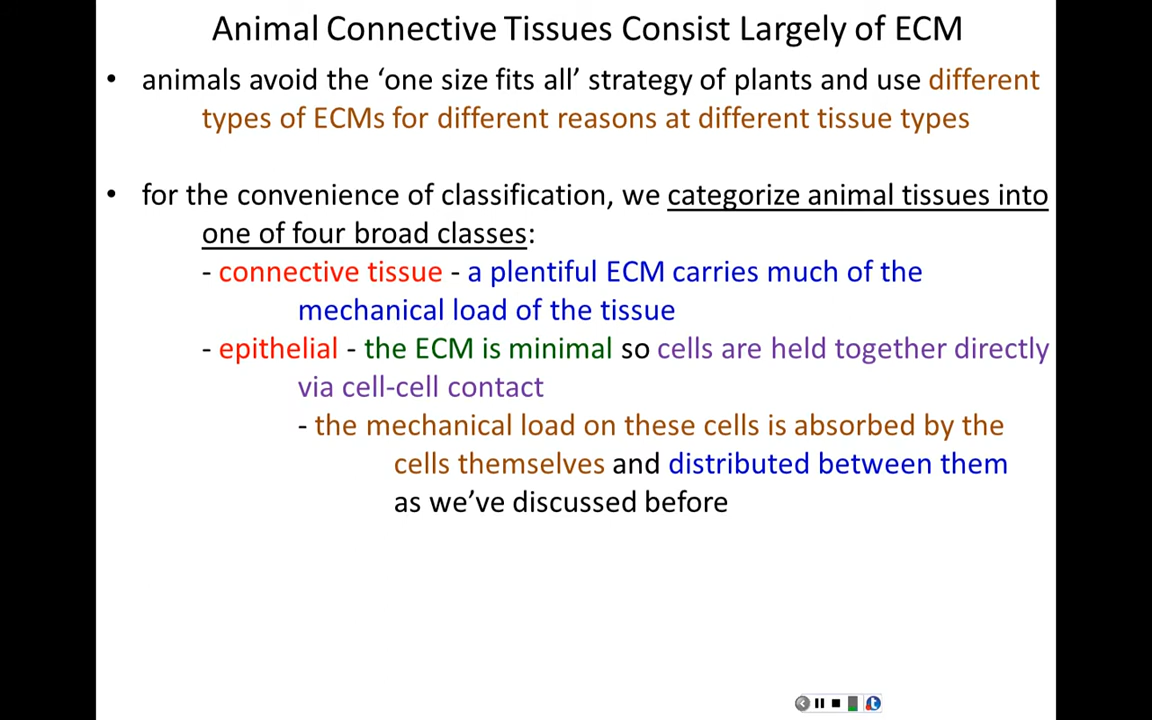 Animal Connective Tissues Consist Largely of ECM
• animals avoid the ‘one size fits all’ strategy of plants and use different
types of ECMs for different reasons at different tissue types
• for the convenience of classification, we categorize animal tissues into
one of four broad classes:
- connective tissue - a plentiful ECM carries much of the
mechanical load of the tissue
- epithelial - the ECM is minimal so cells are held together directly
via cell-cell contact
- the mechanical load on these cells is absorbed by the
cells themselves and distributed between them
as we’ve discussed before